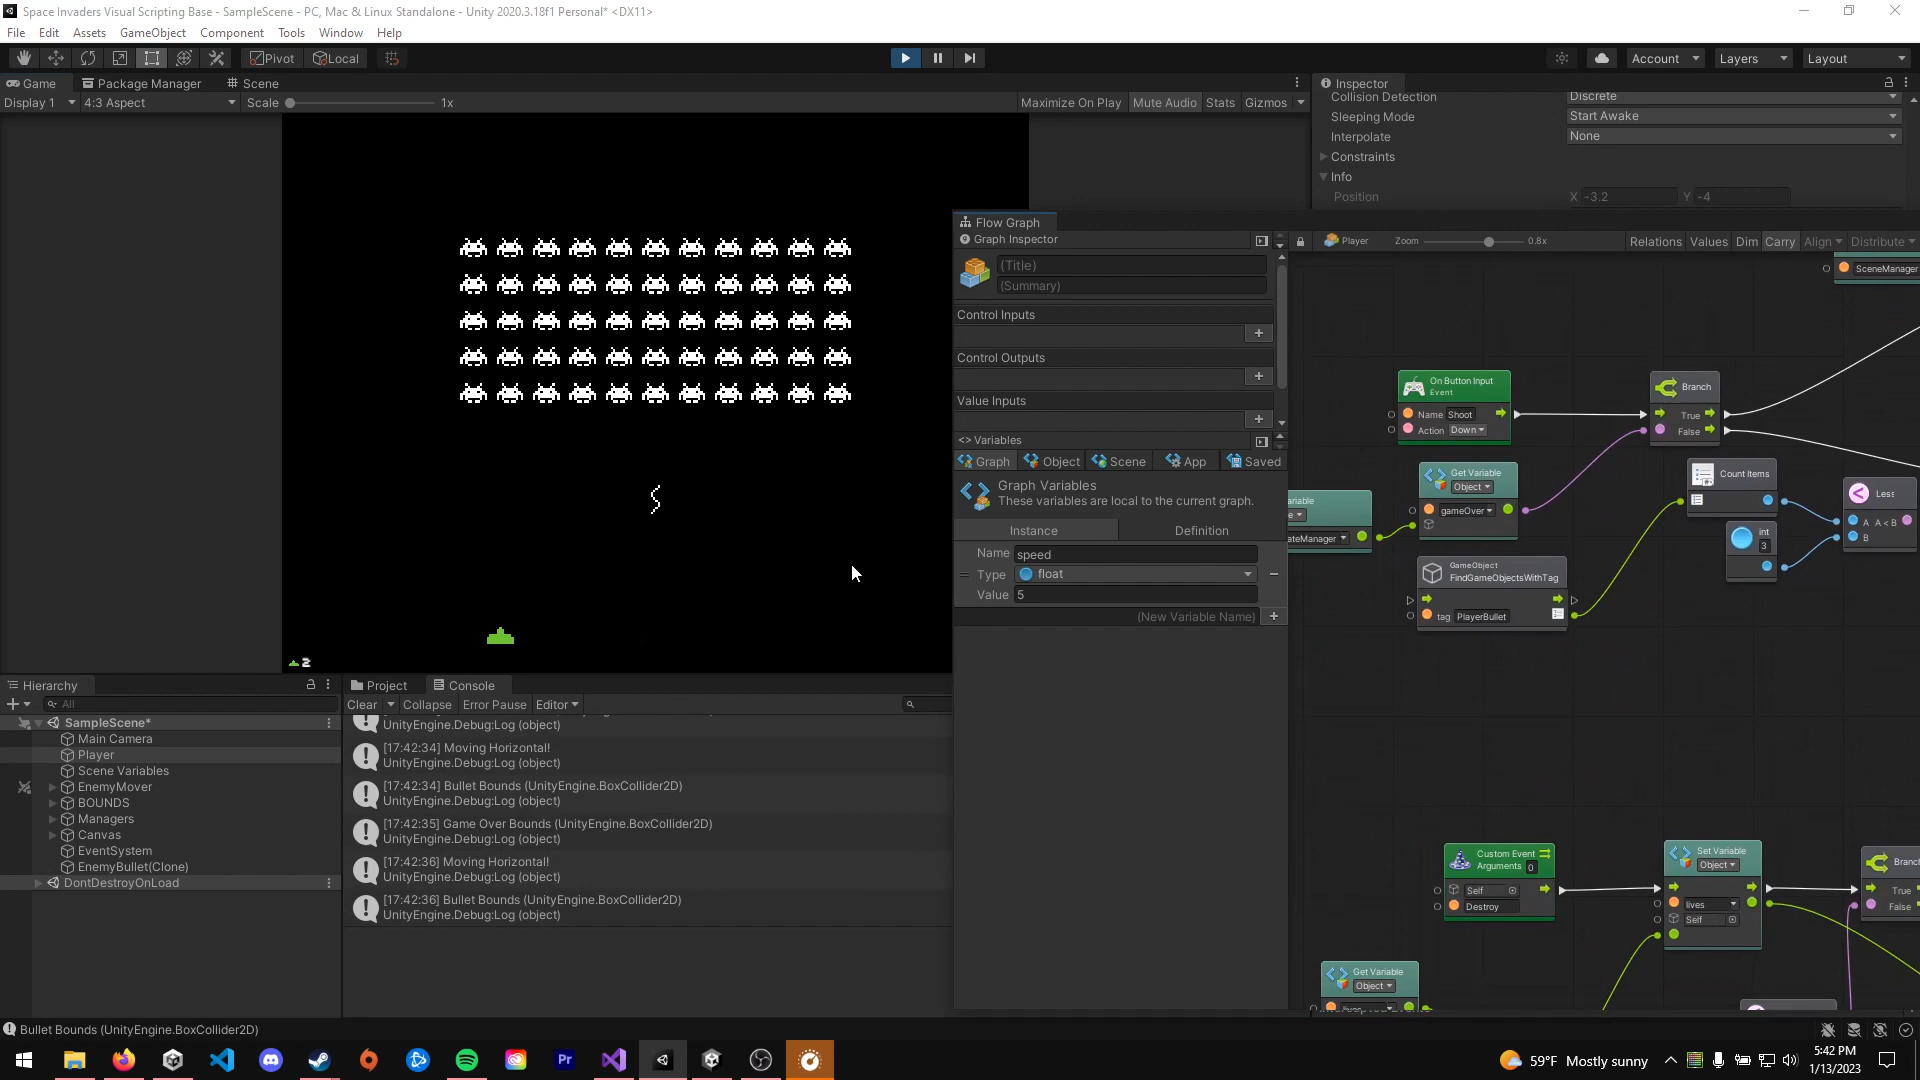 Space Invaders Visual Scripting Base - SampleScene - PC, Mac & Linux Standalone - Unity 2020.3.18f1 Personal* <DX11>
File Edit Assets GameObject Component Tools Window Help
Pivot Local
Account Layers Layout
Game Package Manager Scene
Display 1 4:3 Aspect Scale 1x Maximize On Play Mute Audio Stats Gizmos
2
Inspector
Collision Detection Discrete
Sleeping Mode Start Awake
Interpolate None
Constraints
Info
Position X -3.2 Y -4
Flow Graph
Graph Inspector
(Title)
(Summary)
Control Inputs
Control Outputs
Value Inputs
<> Variables
Graph Object Scene App Saved
Graph Variables
These variables are local to the current graph.
Instance Definition
Name speed
Type float
Value 5
(New Variable Name)
Player Zoom 0.8x Relations Values Dim Carry Align Distribute
SceneManager
On Button Input
Event
Name Shoot
Action Down
Branch
True
False
Get Variable
Object
gameOver
ariable
e
ateManager
Count Items
int
3
Less
A A < B
B
GameObject
FindGameObjectsWithTag
tag PlayerBullet
Custom Event
Arguments 0
Self
Destroy
Set Variable
Object
lives
Self
Branch
True
False
Get Variable
Object
Hierarchy
All
SampleScene*
Main Camera
Player
Scene Variables
EnemyMover
BOUNDS
Managers
Canvas
EventSystem
EnemyBullet(Clone)
DontDestroyOnLoad
Project Console
Clear Collapse Error Pause Editor
UnityEngine.Debug:Log (object)
[17:42:34] Moving Horizontal!
UnityEngine.Debug:Log (object)
[17:42:34] Bullet Bounds (UnityEngine.BoxCollider2D)
UnityEngine.Debug:Log (object)
[17:42:35] Game Over Bounds (UnityEngine.BoxCollider2D)
UnityEngine.Debug:Log (object)
[17:42:36] Moving Horizontal!
UnityEngine.Debug:Log (object)
[17:42:36] Bullet Bounds (UnityEngine.BoxCollider2D)
UnityEngine.Debug:Log (object)
Bullet Bounds (UnityEngine.BoxCollider2D)
Pr
59°F Mostly sunny
5:42 PM
1/13/2023